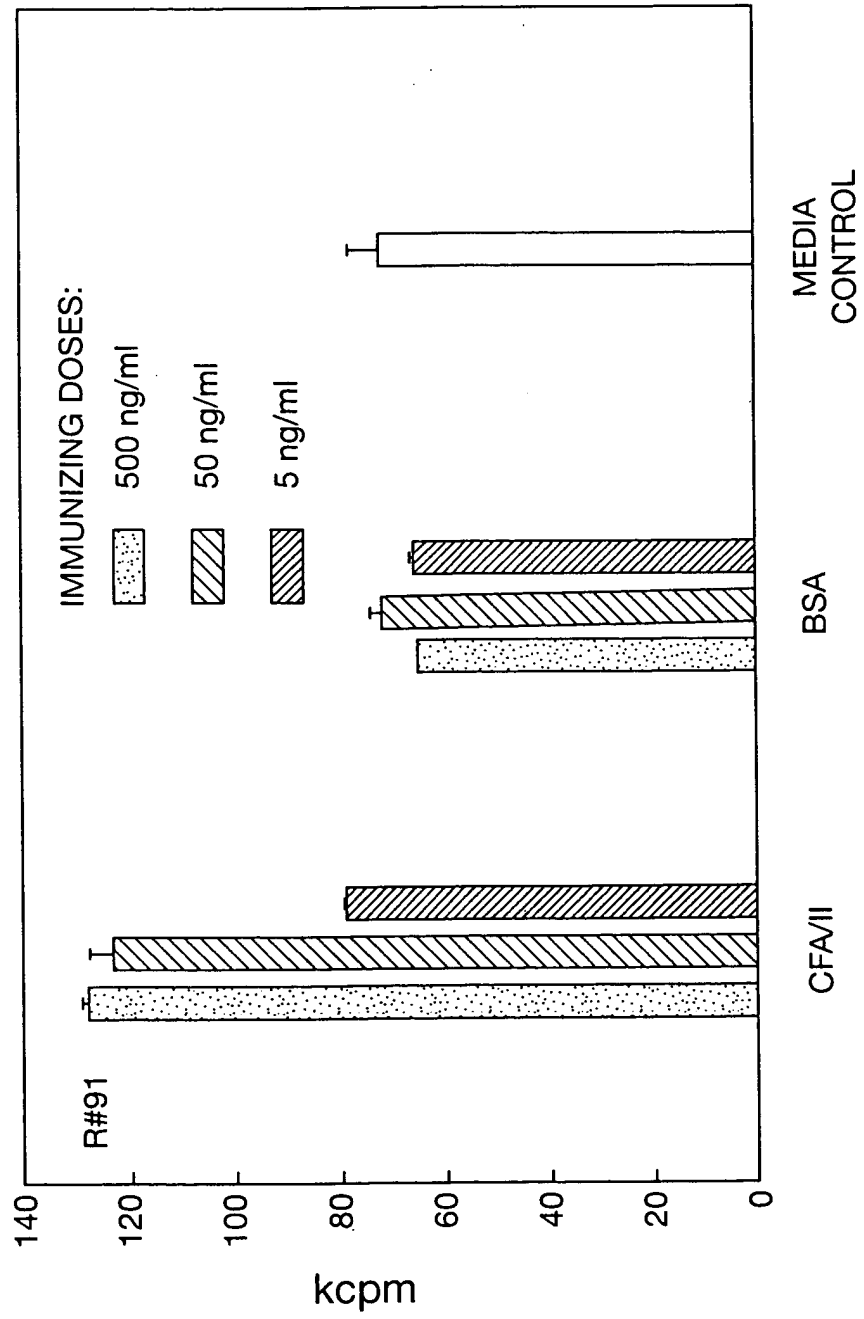 R#91
IMMUNIZING DOSES:
500 ng/ml
50 ng/ml
5 ng/ml
140
120
100
80
60
40
20
0
kcpm
CFA/II
BSA
MEDIA
CONTROL